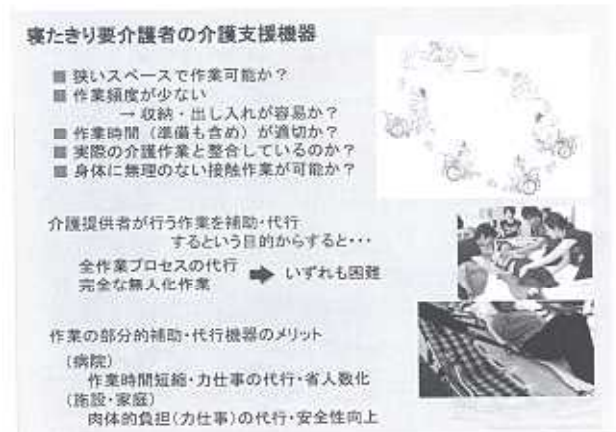 寝たきり要介護者の介護支援機器
■ 狭いスペースで作業可能か？
■ 作業頻度が少ない
→ 収納・出し入れが容易か？
■ 作業時間（準備も含め）が適切か？
■ 実際の介護作業と整合しているのか？
■ 身体に無理のない接触作業が可能か？
介護提供者が行う作業を補助・代行
するという目的からすると・・・
全作業プロセスの代行
完全な無人化作業 ➡ いずれも困難
作業の部分的補助・代行機器のメリット
（病院）
作業時間短縮・力仕事の代行・省人数化
（施設・家庭）
肉体的負担（力仕事）の代行・安全性向上